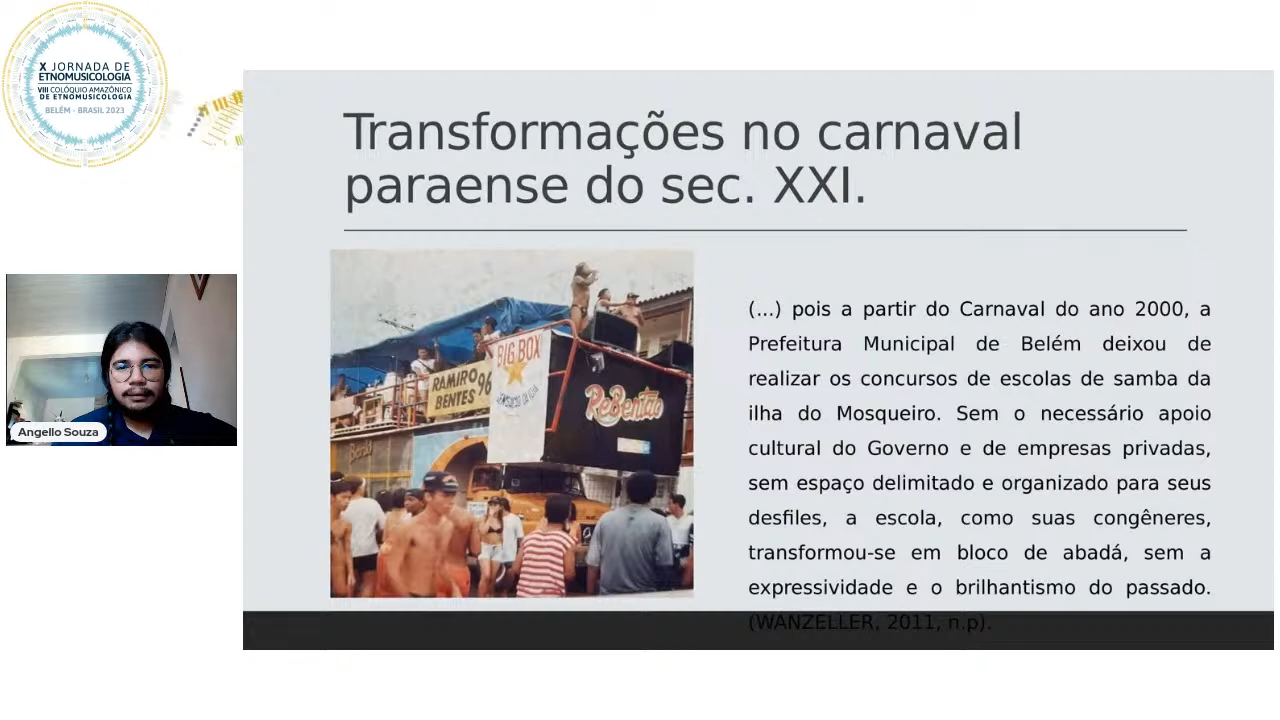 X JORNADA DE
ETNOMUSICOLOGIA
VIII COLÓQUIO AMAZÔNICO
DE ETNOMUSICOLOGIA
BELÉM - BRASIL 2023
Transformações no carnaval
paraense do sec. XXI.
BIG BOX
RAMIRO 96
BENTES
ReBentão
Angello Souza
(...) pois a partir do Carnaval do ano 2000, a
Prefeitura Municipal de Belém deixou de
realizar os concursos de escolas de samba da
ilha do Mosqueiro. Sem o necessário apoio
cultural do Governo e de empresas privadas,
sem espaço delimitado e organizado para seus
desfiles, a escola, como suas congêneres,
transformou-se em bloco de abadá, sem a
expressividade e o brilhantismo do passado.
(WANZELLER, 2011, n.p).